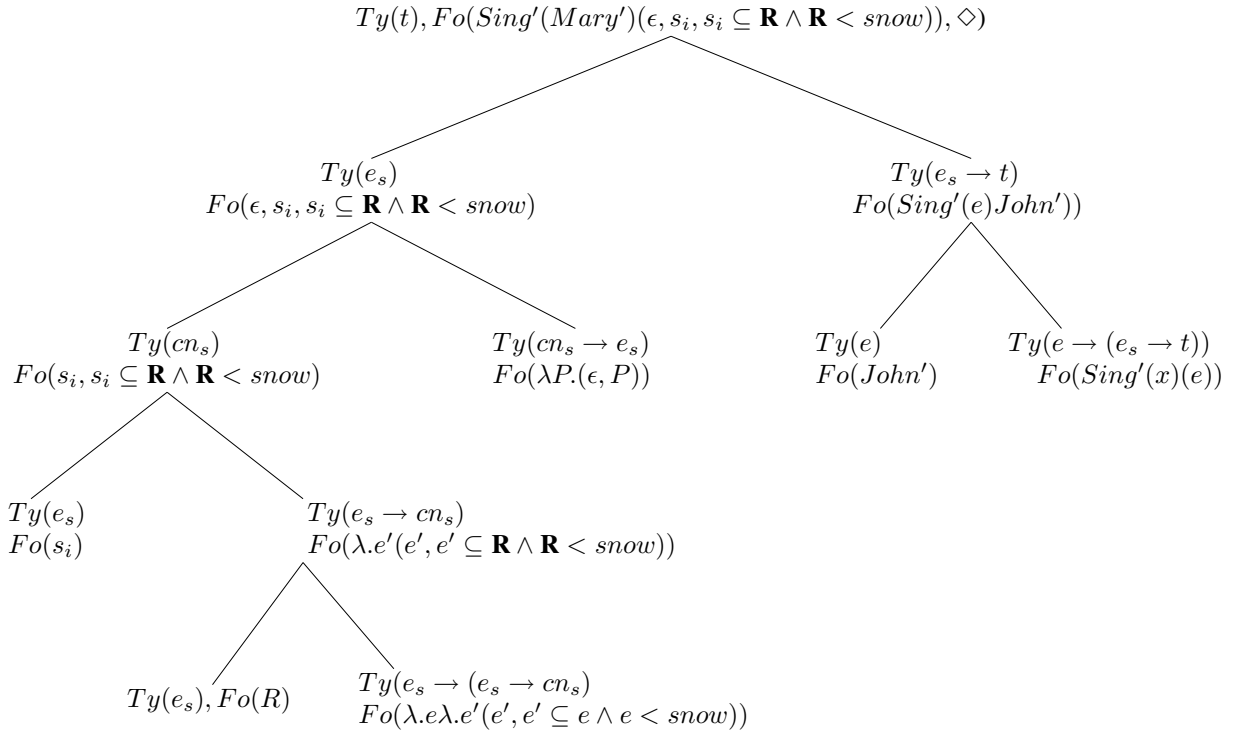 Ty(t), Fo(Sing′(Mary′)(ϵ, s_i, s_i ⊆ R ∧ R < snow)), ◇)
Ty(e_s)
Fo(ϵ, s_i, s_i ⊆ R ∧ R < snow)
Ty(e_s → t)
Fo(Sing′(e)John′))
Ty(cn_s)
Fo(s_i, s_i ⊆ R ∧ R < snow)
Ty(cn_s → e_s)
Fo(λP.(ϵ, P))
Ty(e)
Fo(John′)
Ty(e → (e_s → t))
Fo(Sing′(x)(e))
Ty(e_s)
Fo(s_i)
Ty(e_s → cn_s)
Fo(λ.e′(e′, e′ ⊆ R ∧ R < snow))
Ty(e_s), Fo(R)
Ty(e_s → (e_s → cn_s)
Fo(λ.eλ.e′(e′, e′ ⊆ e ∧ e < snow))